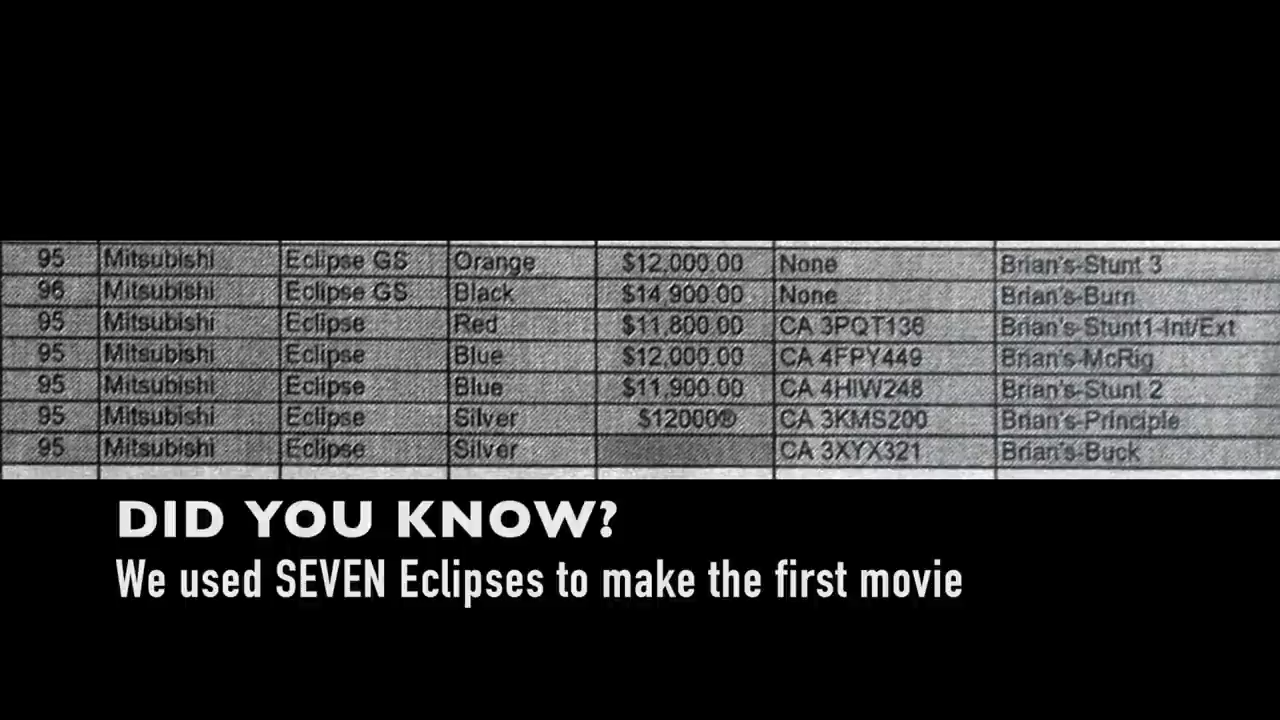 95 Mitsubishi Eclipse GS Orange $12,000.00 None Brian's-Stunt 3
96 Mitsubishi Eclipse GS Black $14,900.00 None Brian's-Burn
95 Mitsubishi Eclipse Red $11,800.00 CA 3PQT136 Brian's-Stunt1-Int/Ext
95 Mitsubishi Eclipse Blue $12,000.00 CA 4FPY449 Brian's-McRig
95 Mitsubishi Eclipse Blue $11,900.00 CA 4HIW248 Brian's-Stunt 2
95 Mitsubishi Eclipse Silver $12000® CA 3KMS200 Brian's-Principle
95 Mitsubishi Eclipse Silver CA 3XYX321 Brian's-Buck
DID YOU KNOW?
We used SEVEN Eclipses to make the first movie